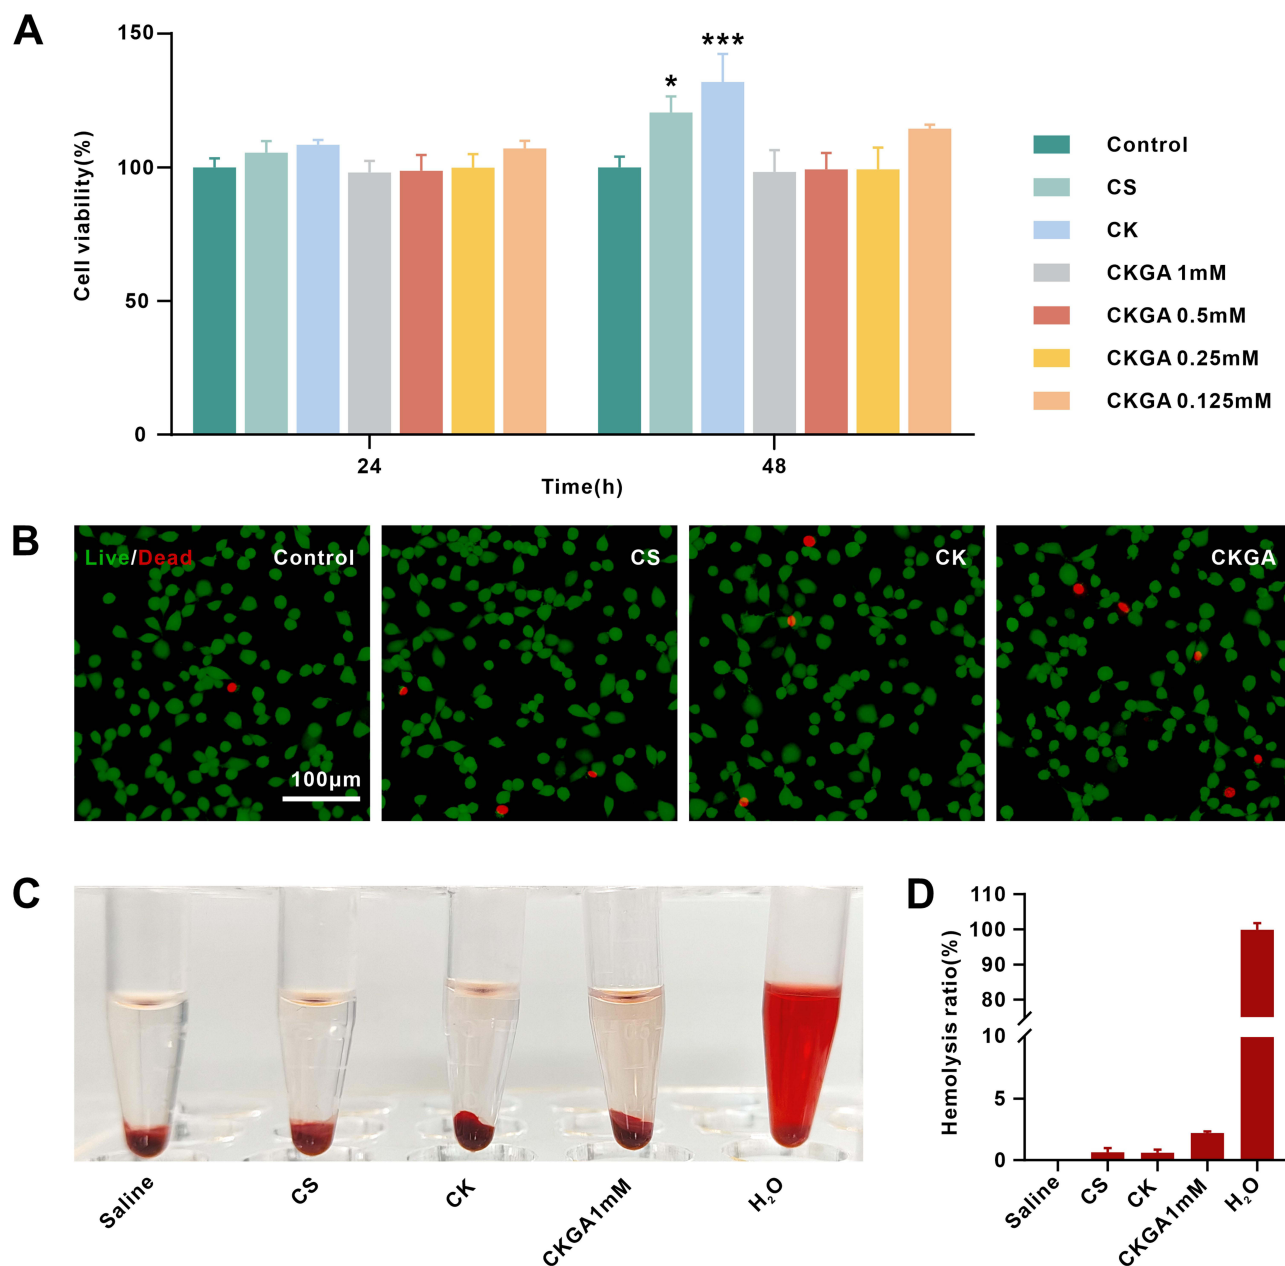 A
150
100
50
0
Cell viability(%)
*
***
24
48
Time(h)
Control
CS
CK
CKGA 1mM
CKGA 0.5mM
CKGA 0.25mM
CKGA 0.125mM
B
Live/Dead
Control
CS
CK
CKGA
100μm
C
Saline
CS
CK
CKGA1mM
H₂O
D
110
100
90
80
10
5
0
Hemolysis ratio(%)
Saline
CS
CK
CKGA1mM
H₂O